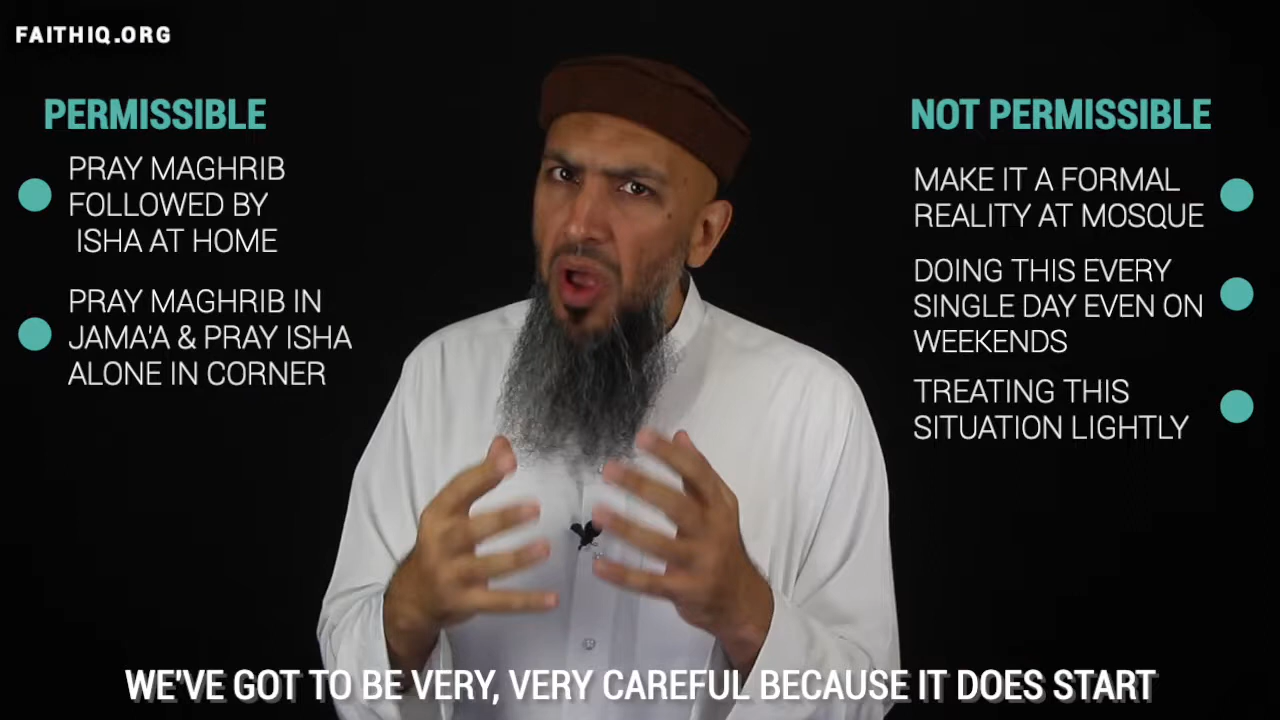 FAITHIQ.ORG
PERMISSIBLE
PRAY MAGHRIB
FOLLOWED BY
ISHA AT HOME
PRAY MAGHRIB IN
JAMA'A & PRAY ISHA
ALONE IN CORNER
NOT PERMISSIBLE
MAKE IT A FORMAL
REALITY AT MOSQUE
DOING THIS EVERY
SINGLE DAY EVEN ON
WEEKENDS
TREATING THIS
SITUATION LIGHTLY
WE'VE GOT TO BE VERY, VERY CAREFUL BECAUSE IT DOES START